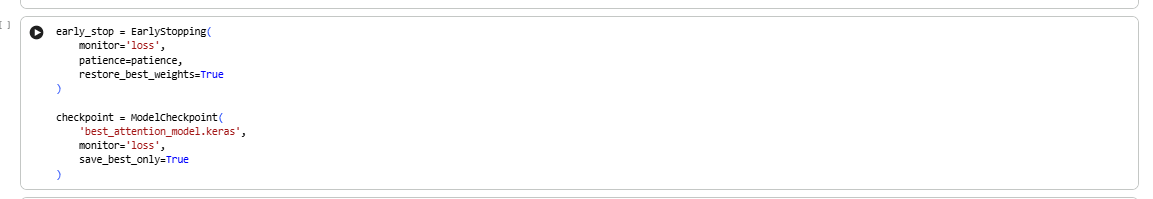 [ ]
early_stop = EarlyStopping(
    monitor='loss',
    patience=patience,
    restore_best_weights=True
)

checkpoint = ModelCheckpoint(
    'best_attention_model.keras',
    monitor='loss',
    save_best_only=True
)